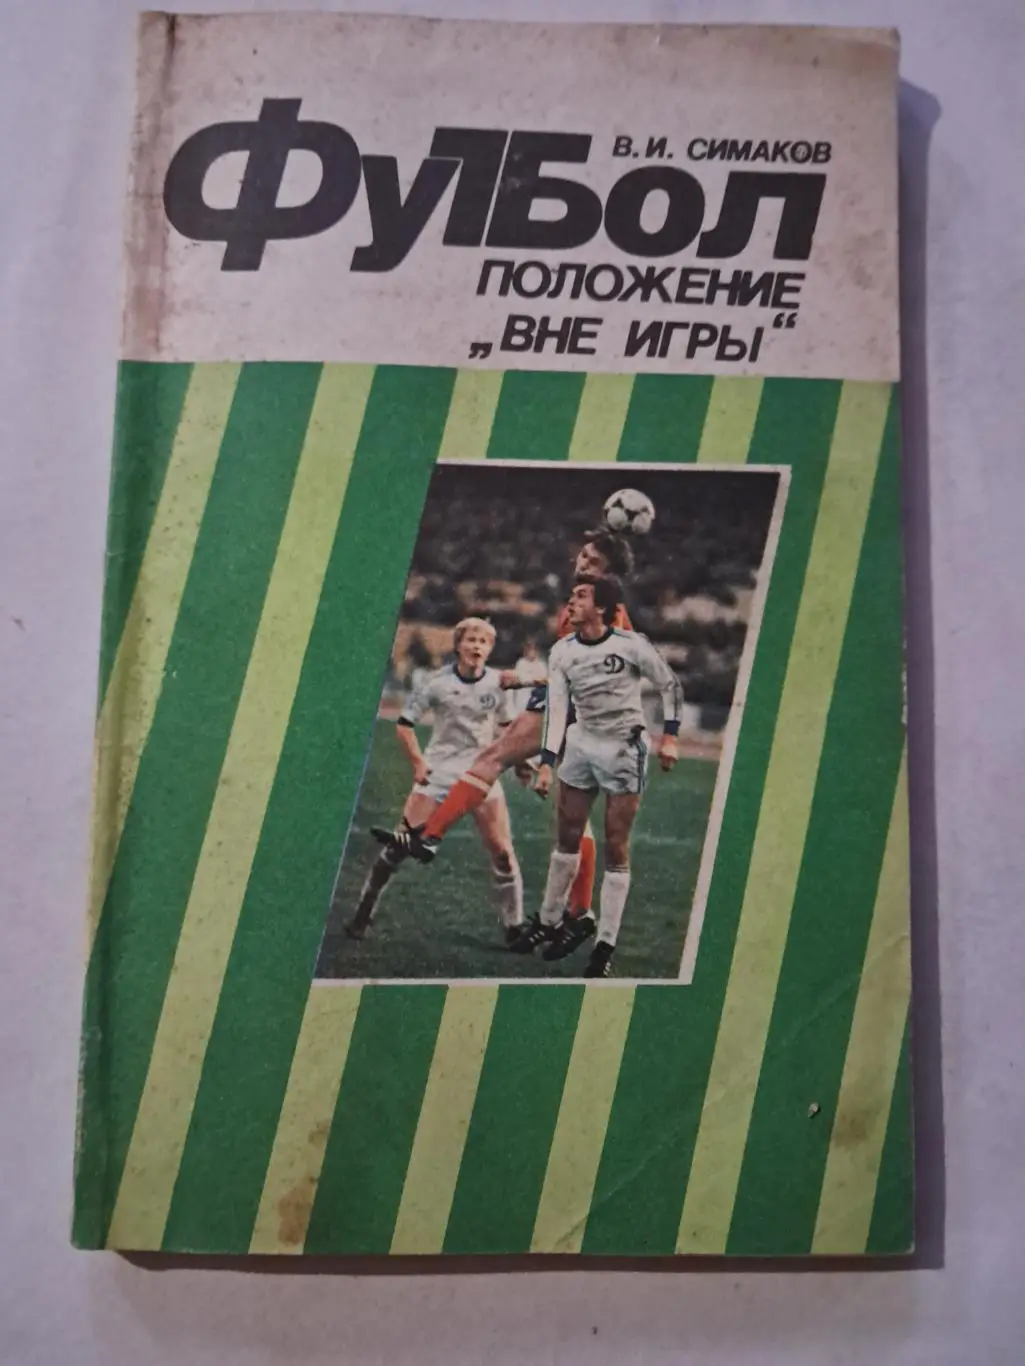 В.И. СИМАКОВ
ФуТБол
ПОЛОЖЕНИЕ
„ВНЕ ИГРЫ“
Д
Д